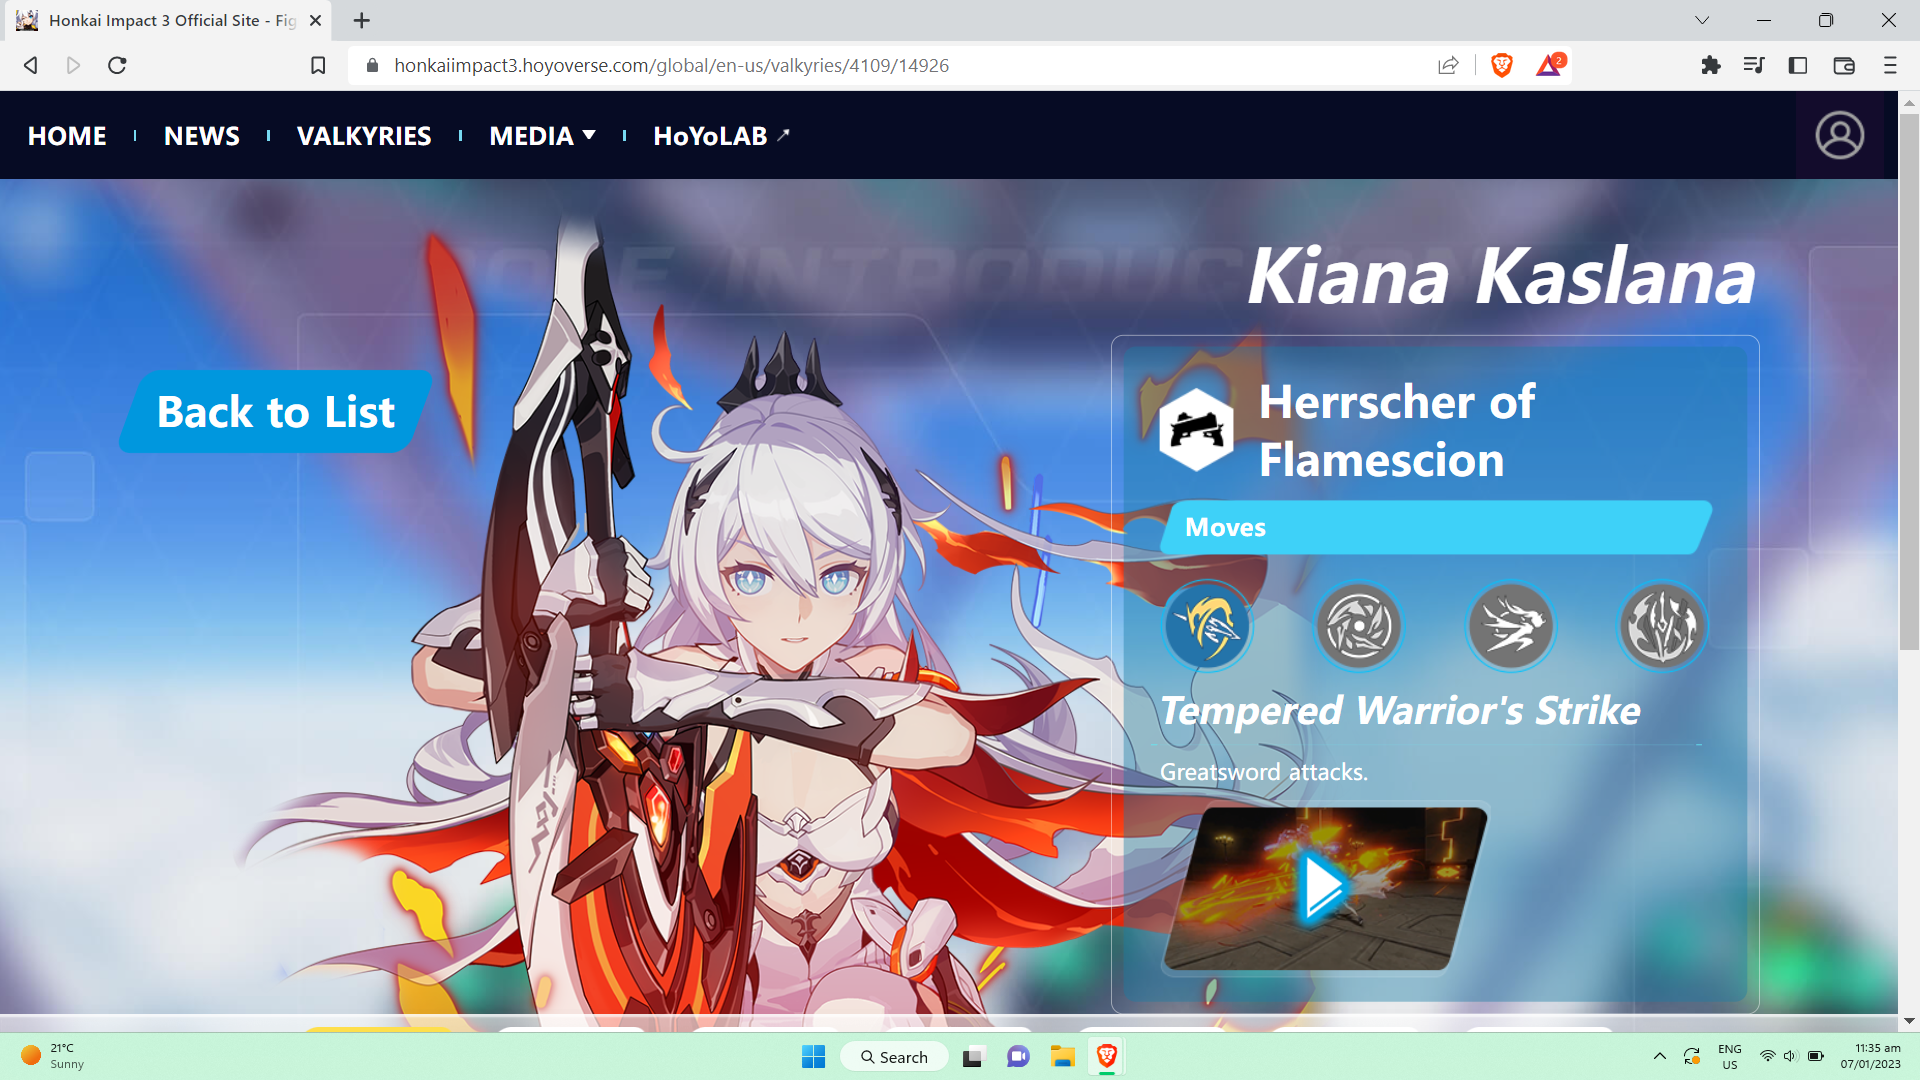 Honkai Impact 3 Official Site - Fig
honkaiimpact3.hoyoverse.com/global/en-us/valkyries/4109/14926
2
HOME
NEWS
VALKYRIES
MEDIA
HoYoLAB
Kiana Kaslana
Back to List
Herrscher of
Flamescion
Moves
Tempered Warrior's Strike
Greatsword attacks.
21°C
Sunny
Search
ENG
US
11:35 am
07/01/2023